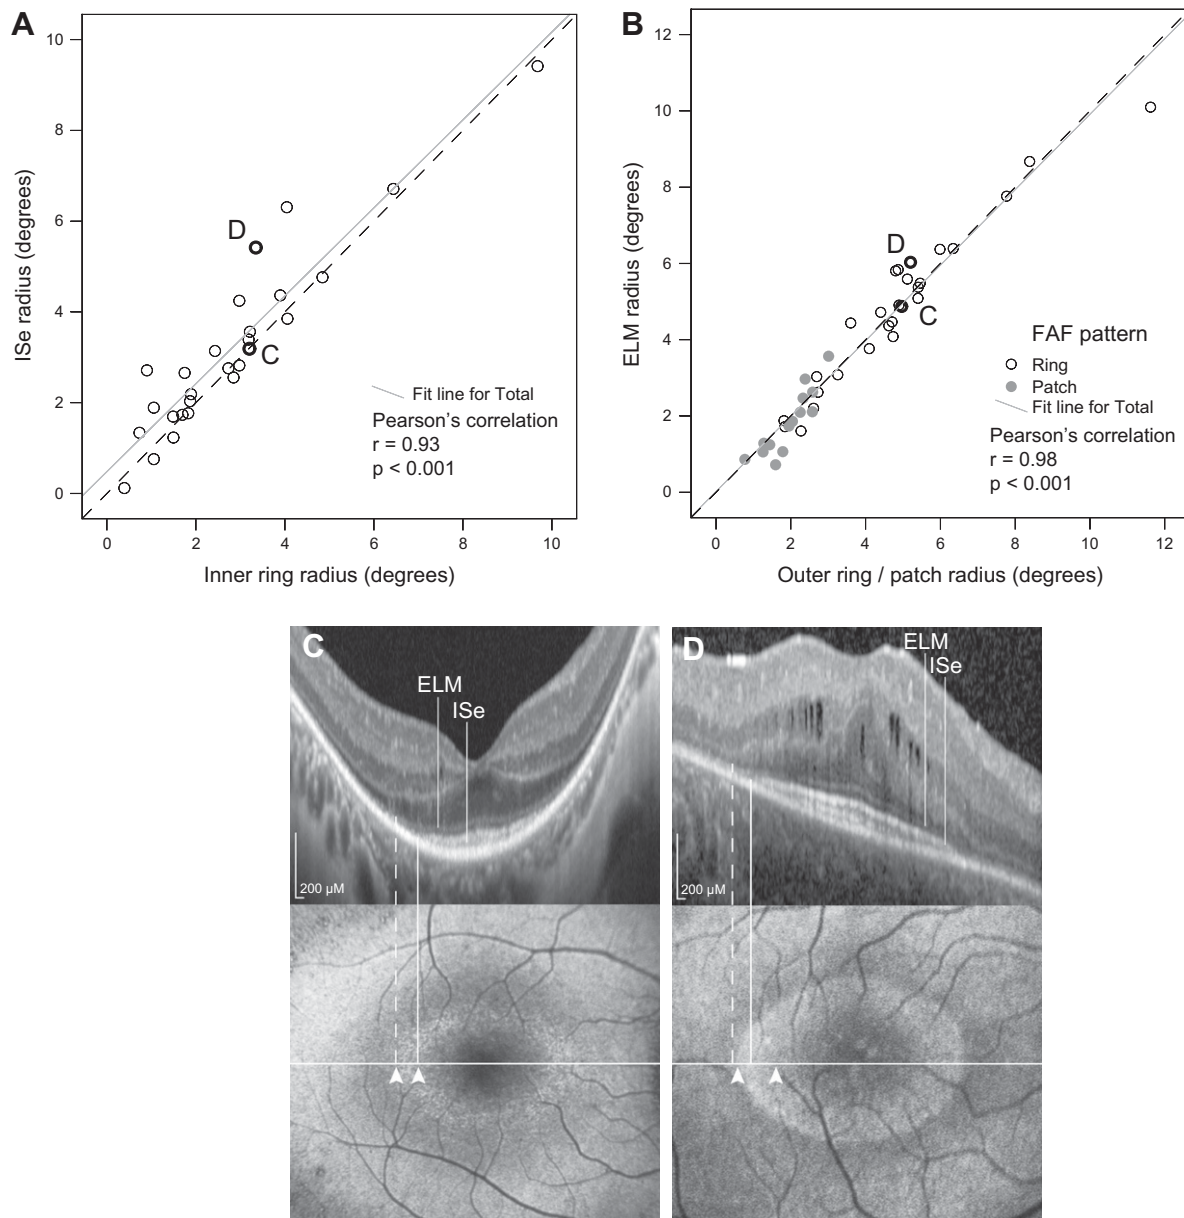 A
ISe radius (degrees)
10
8
6
4
2
0
D
C
Fit line for Total
Pearson's correlation
r = 0.93
p < 0.001
0 2 4 6 8 10
Inner ring radius (degrees)
B
ELM radius (degrees)
12
10
8
6
4
2
0
D
C
FAF pattern
Ring
Patch
Fit line for Total
Pearson's correlation
r = 0.98
p < 0.001
0 2 4 6 8 10 12
Outer ring / patch radius (degrees)
C
ELM
ISe
200 µM
D
ELM
ISe
200 µM